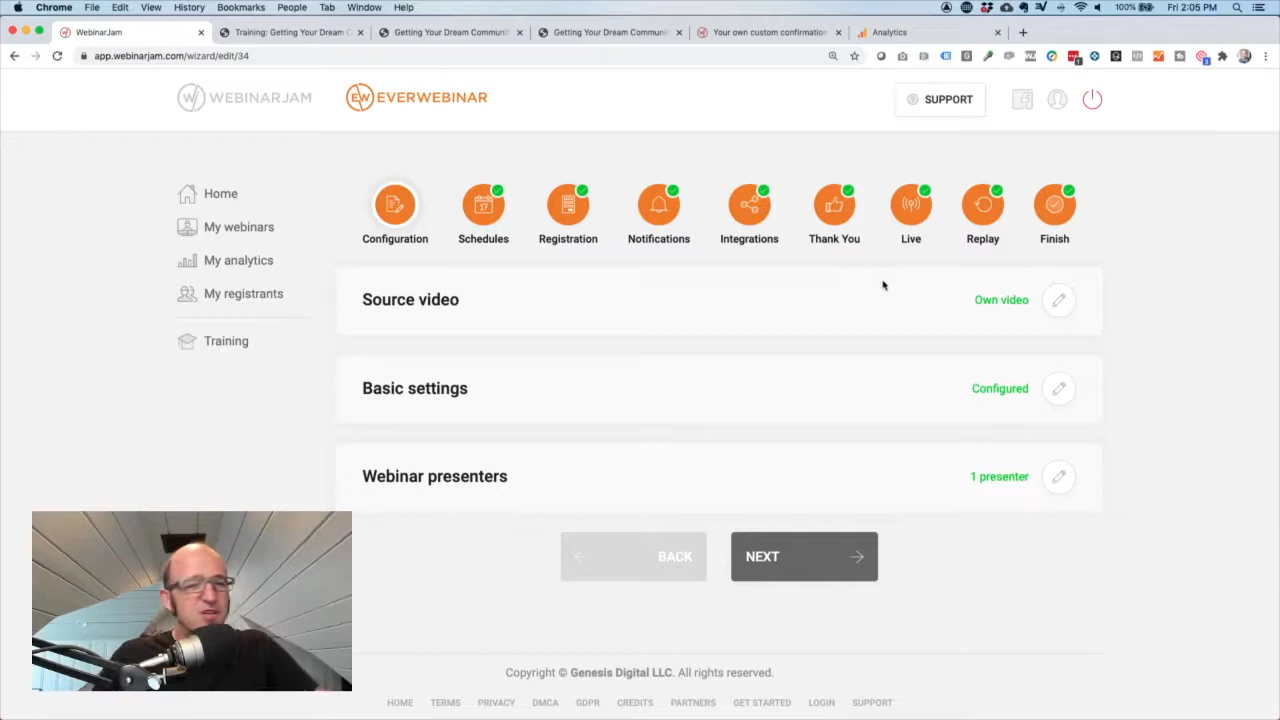 Chrome File Edit View History Bookmarks People Tab Window Help 100% Fri 2:05 PM
WebinarJam Training: Getting Your Dream C Getting Your Dream Communi Getting Your Dream Commun Your own custom confirmation Analytics
app.webinarjam.com/wizard/edit/34
WEBINARJAM EVERWEBINAR SUPPORT
Home
My webinars
My analytics
My registrants
Training
Configuration Schedules Registration Notifications Integrations Thank You Live Replay Finish
Source video Own video
Basic settings Configured
Webinar presenters 1 presenter
BACK NEXT
Copyright © Genesis Digital LLC. All rights reserved.
HOME TERMS PRIVACY DMCA GDPR CREDITS PARTNERS GET STARTED LOGIN SUPPORT